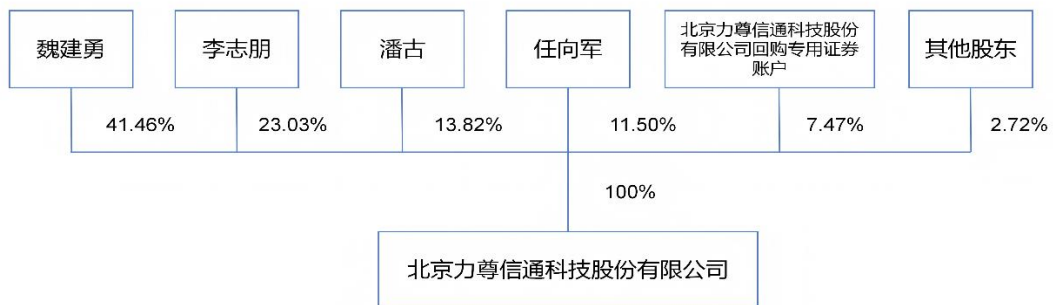 魏建勇
李志朋
潘古
任向军
北京力尊信通科技股份
有限公司回购专用证券
账户
其他股东
41.46%
23.03%
13.82%
11.50%
7.47%
2.72%
100%
北京力尊信通科技股份有限公司